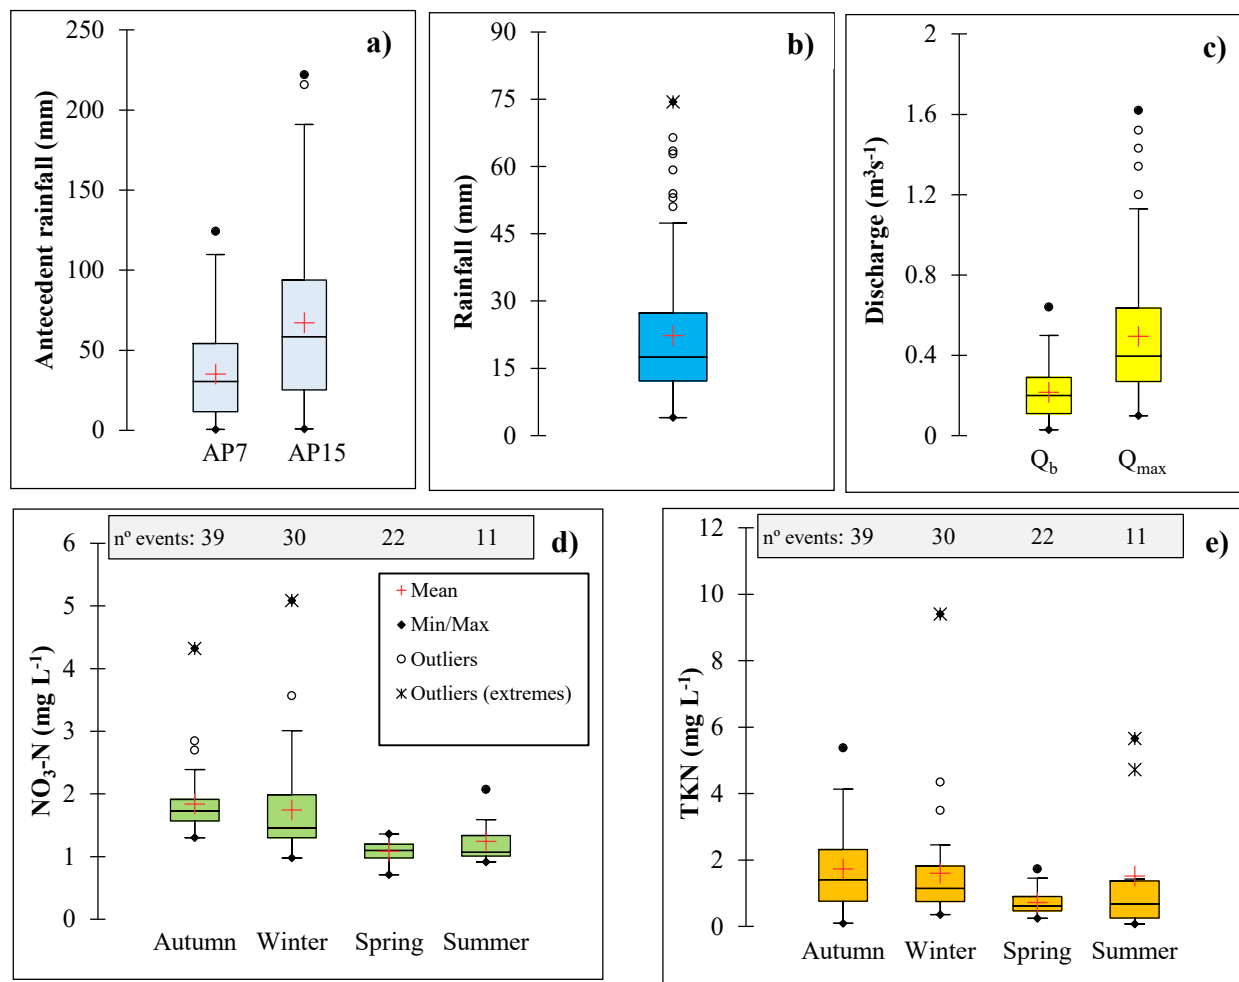 a)
Antecedent rainfall (mm)
250
200
150
100
50
0
AP7 AP15
b)
Rainfall (mm)
90
75
60
45
30
15
0
c)
Discharge (m³s⁻¹)
2
1.6
1.2
0.8
0.4
0
Q_b Q_max
nº events: 39 30 22 11
d)
NO₃-N (mg L⁻¹)
6
5
4
3
2
1
0
Mean
Min/Max
Outliers
Outliers (extremes)
Autumn Winter Spring Summer
nº events: 39 30 22 11
e)
TKN (mg L⁻¹)
12
10
8
6
4
2
0
Autumn Winter Spring Summer